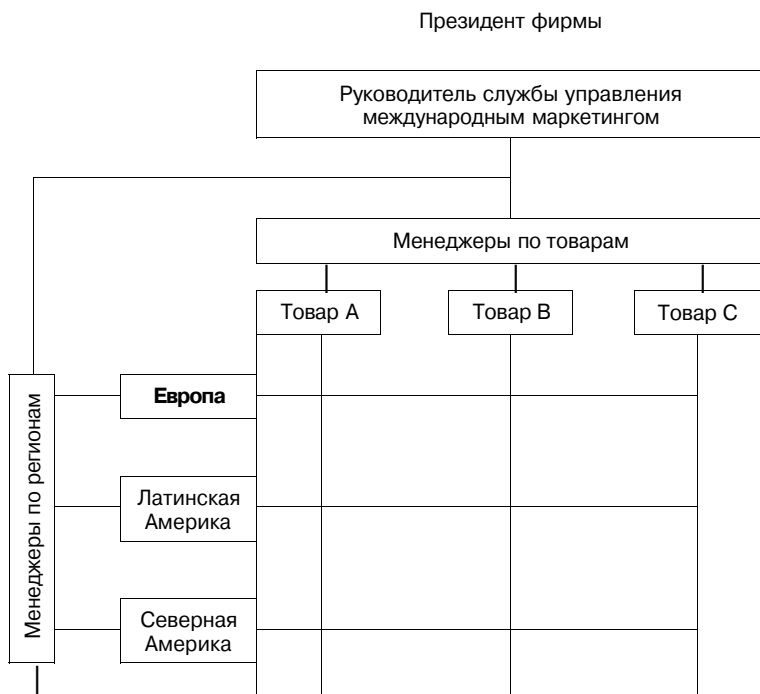 Президент фирмы
Руководитель службы управления
международным маркетингом
Менеджеры по товарам
Товар A
Товар B
Товар C
Менеджеры по регионам
Европа
Латинская
Америка
Северная
Америка